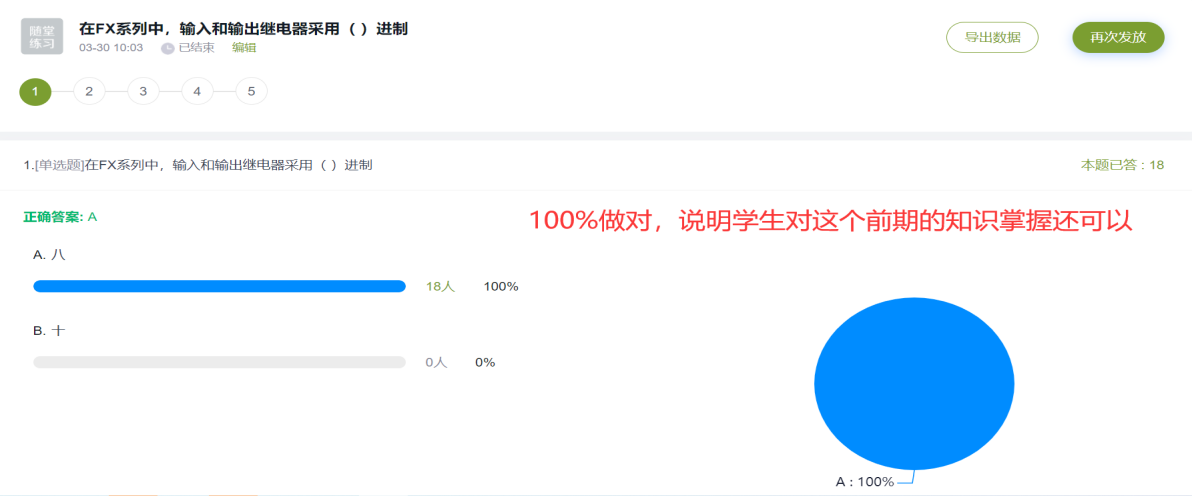 随堂
练习
在FX系列中，输入和输出继电器采用（ ）进制
03-30 10:03 已结束 编辑
导出数据
再次发放
1 2 3 4 5
1.[单选题]在FX系列中，输入和输出继电器采用（ ）进制
本题已答：18
正确答案: A
100%做对，说明学生对这个前期的知识掌握还可以
A. 八
18人 100%
B. 十
0人 0%
A : 100%